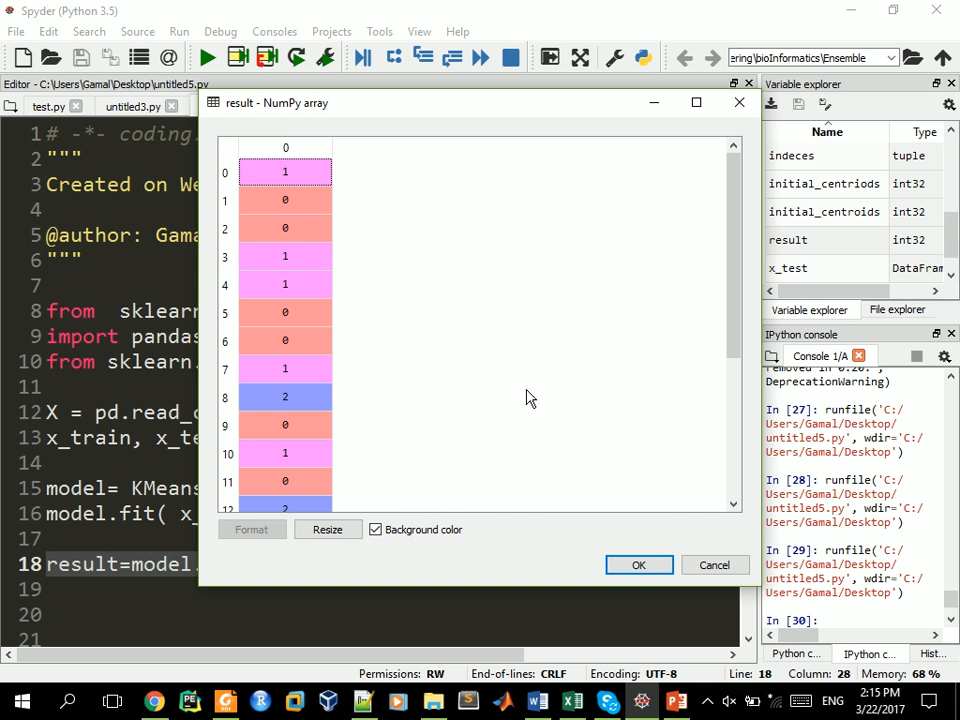 Spyder (Python 3.5)
File Edit Search Source Run Debug Consoles Projects Tools View Help
ering\bioInformatics\Ensemble
Editor - C:\Users\Gamal\Desktop\untitled5.py
test.py
untitled3.py
1 # -*- coding
2 """
3 Created on We
4
5 @author: Gama
6 """
7
8 from sklearn
9 import pandas
10 from sklearn.
11
12 X = pd.read_c
13 x_train, x_te
14
15 model= KMeans
16 model.fit( x_
17
18 result=model.
19
20
21
result - NumPy array
0
0 1
1 0
2 0
3 1
4 1
5 0
6 0
7 1
8 2
9 0
10 1
11 0
12 2
Format Resize Background color
OK Cancel
Variable explorer
Name Type
indeces tuple
initial_centriods int32
initial_centroids int32
result int32
x_test DataFram
Variable explorer File explorer
IPython console
Console 1/A
removed in 0.20.",
DeprecationWarning)
In [27]: runfile('C:/
Users/Gamal/Desktop/
untitled5.py', wdir='C:/
Users/Gamal/Desktop')
In [28]: runfile('C:/
Users/Gamal/Desktop/
untitled5.py', wdir='C:/
Users/Gamal/Desktop')
In [29]: runfile('C:/
Users/Gamal/Desktop/
untitled5.py', wdir='C:/
Users/Gamal/Desktop')
In [30]:
Python c... IPython c... Hist...
Permissions: RW End-of-lines: CRLF Encoding: UTF-8 Line: 18 Column: 28 Memory: 68 %
ENG
2:15 PM
3/22/2017